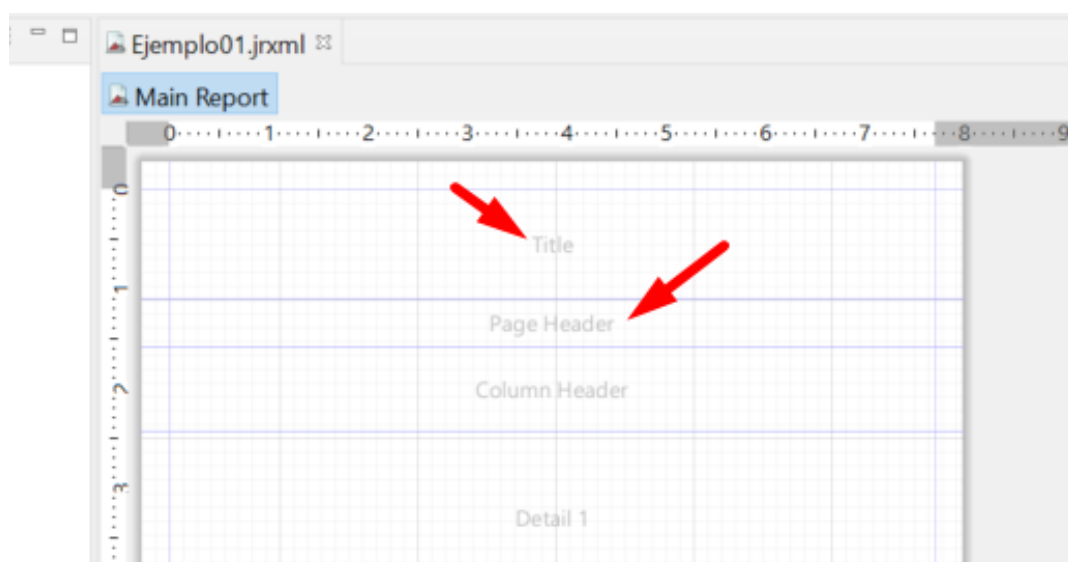 Ejemplo01.jrxml
Main Report
0 1 2 3 4 5 6 7 8 9
0
Title
1
Page Header
2
Column Header
3
Detail 1